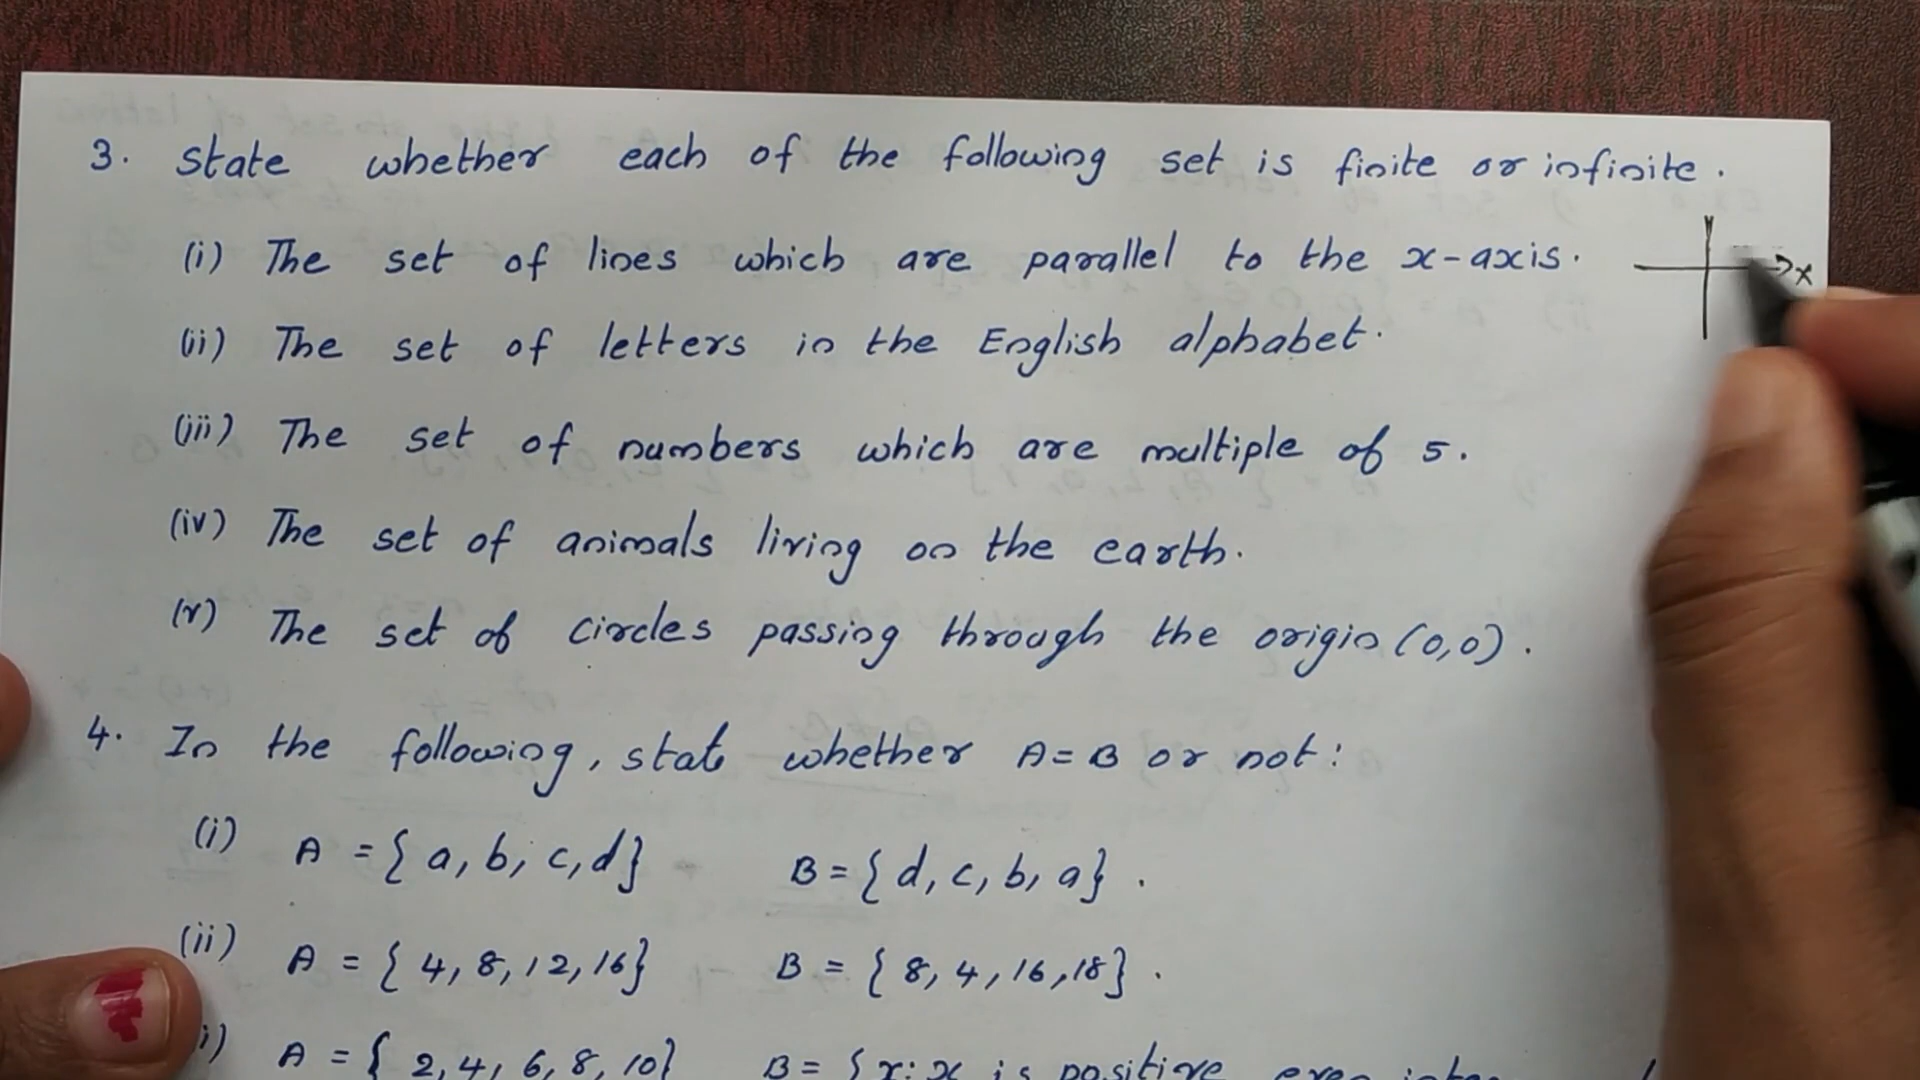 3. State whether each of the following set is finite or infinite.
(i) The set of lines which are parallel to the x-axis.
x
(ii) The set of letters in the English alphabet.
(iii) The set of numbers which are multiple of 5.
(iv) The set of animals living on the earth.
(v) The set of circles passing through the origin (0,0).
4. In the following, state whether A = B or not:
(i) A = {a, b, c, d} B = {d, c, b, a}.
(ii) A = {4, 8, 12, 16} B = {8, 4, 16, 18}.
i) A = {2, 4, 6, 8, 10} B = {x : x is positive even